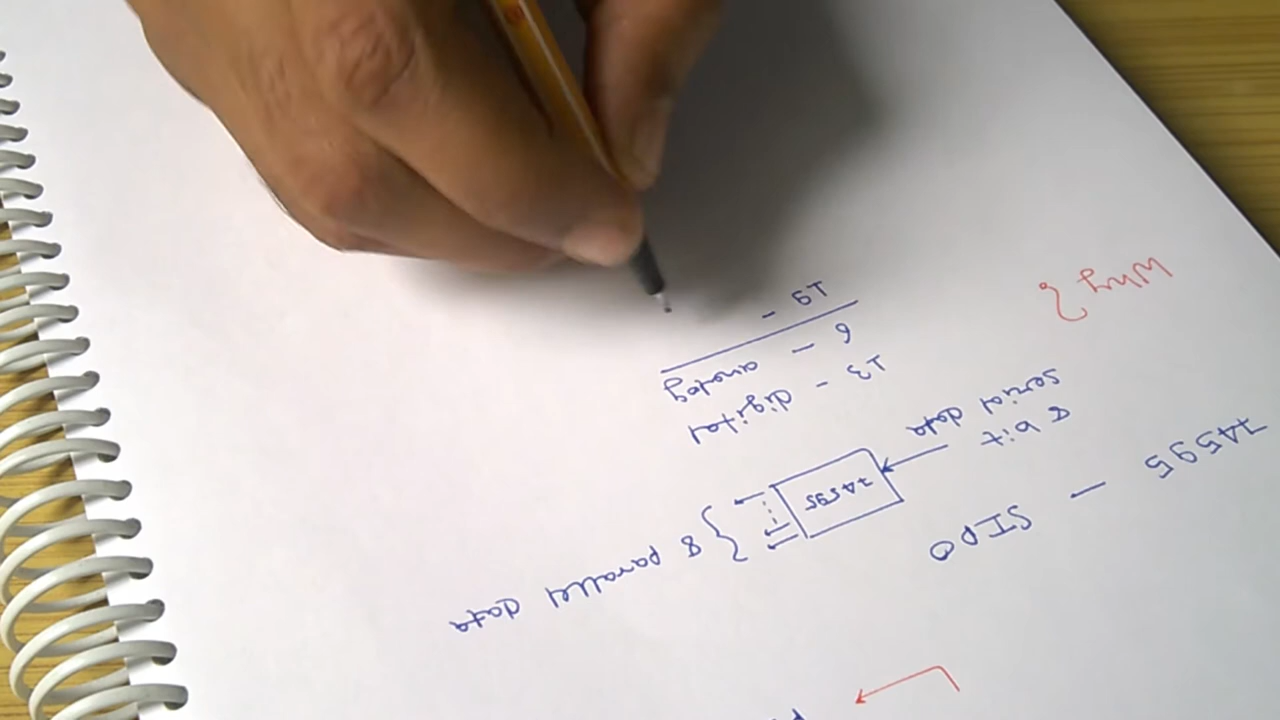 74595 — SIPO
8 bit
serial data
74595
8 parallel data
Why?
13 - digital
6 - analog
19 -